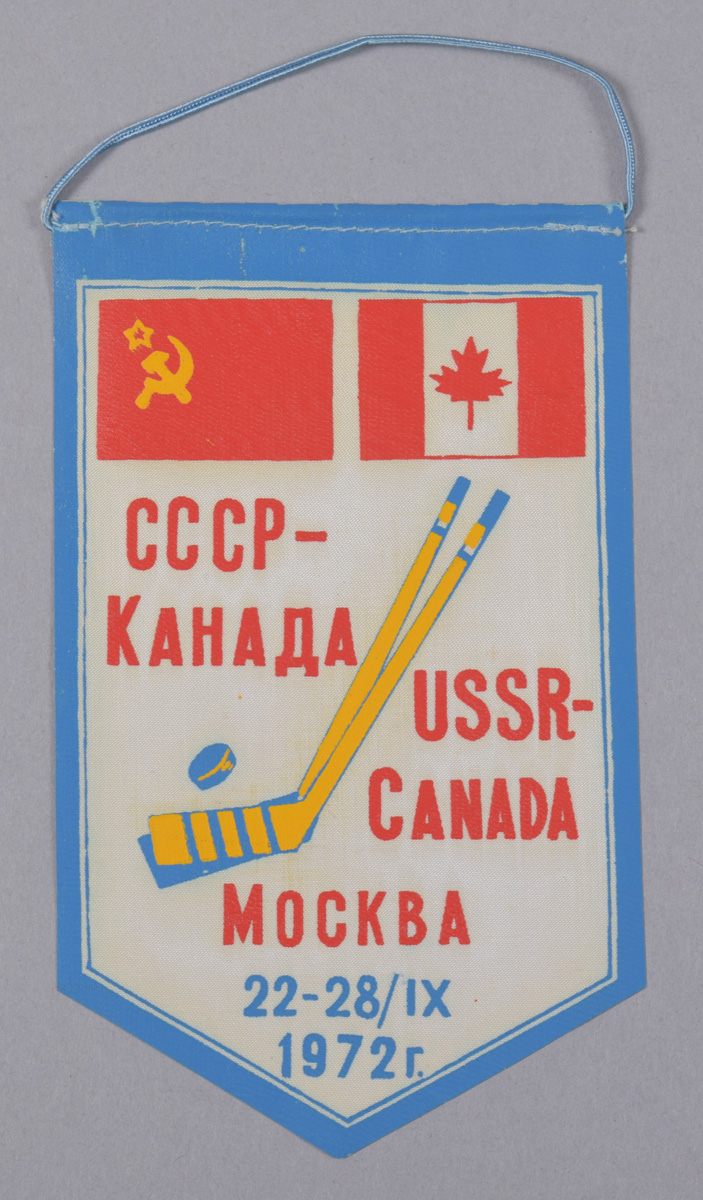 СССР-
КАНАДА
USSR-
CANADA
МОСКВА
22-28/IX
1972г.